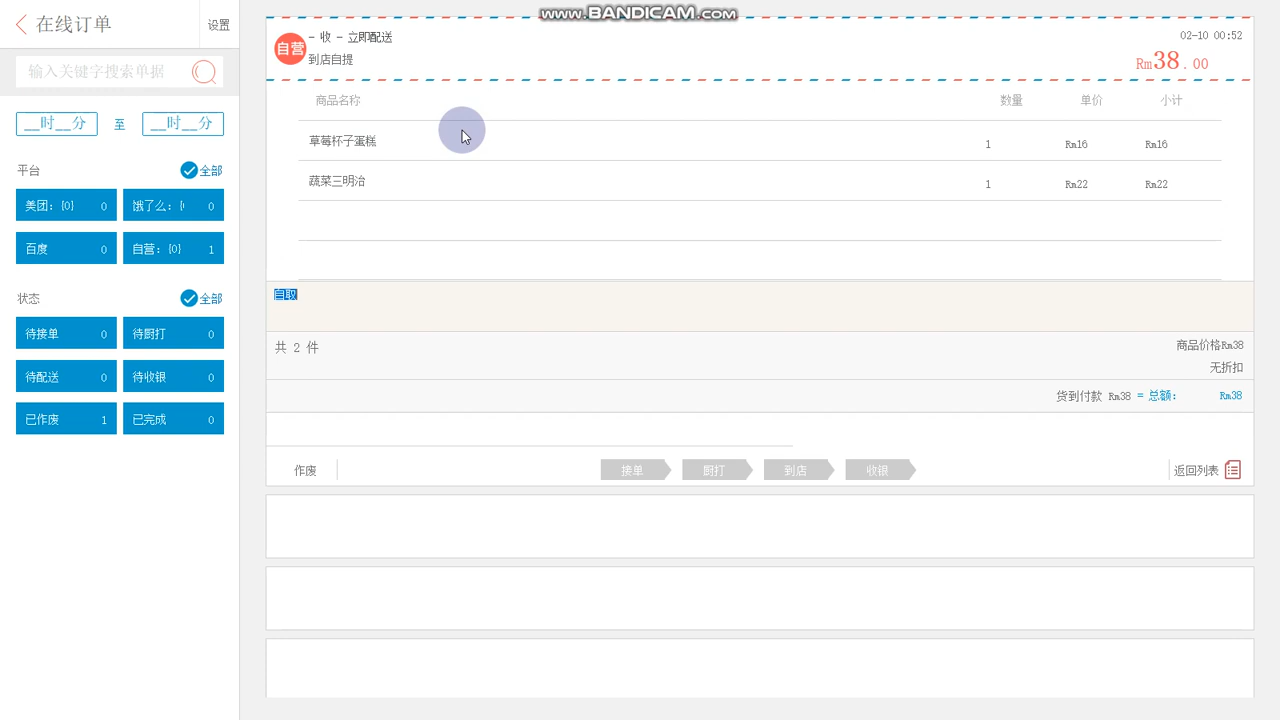 www.BANDICAM.com
在线订单
设置
输入关键字搜索单据
__时__分 至 __时__分
平台 全部
美团: {0} 0
饿了么: { 0
百度 0
自营: {0} 1
状态 全部
待接单 0
待厨打 0
待配送 0
待收银 0
已作废 1
已完成 0
自营
- 收 - 立即配送
02-10 00:52
到店自提
Rm38.00
商品名称 数量 单价 小计
草莓杯子蛋糕 1 Rm16 Rm16
蔬菜三明治 1 Rm22 Rm22
自取
共 2 件
商品价格Rm38
无折扣
货到付款 Rm38 = 总额: Rm38
作废
接单
厨打
到店
收银
返回列表